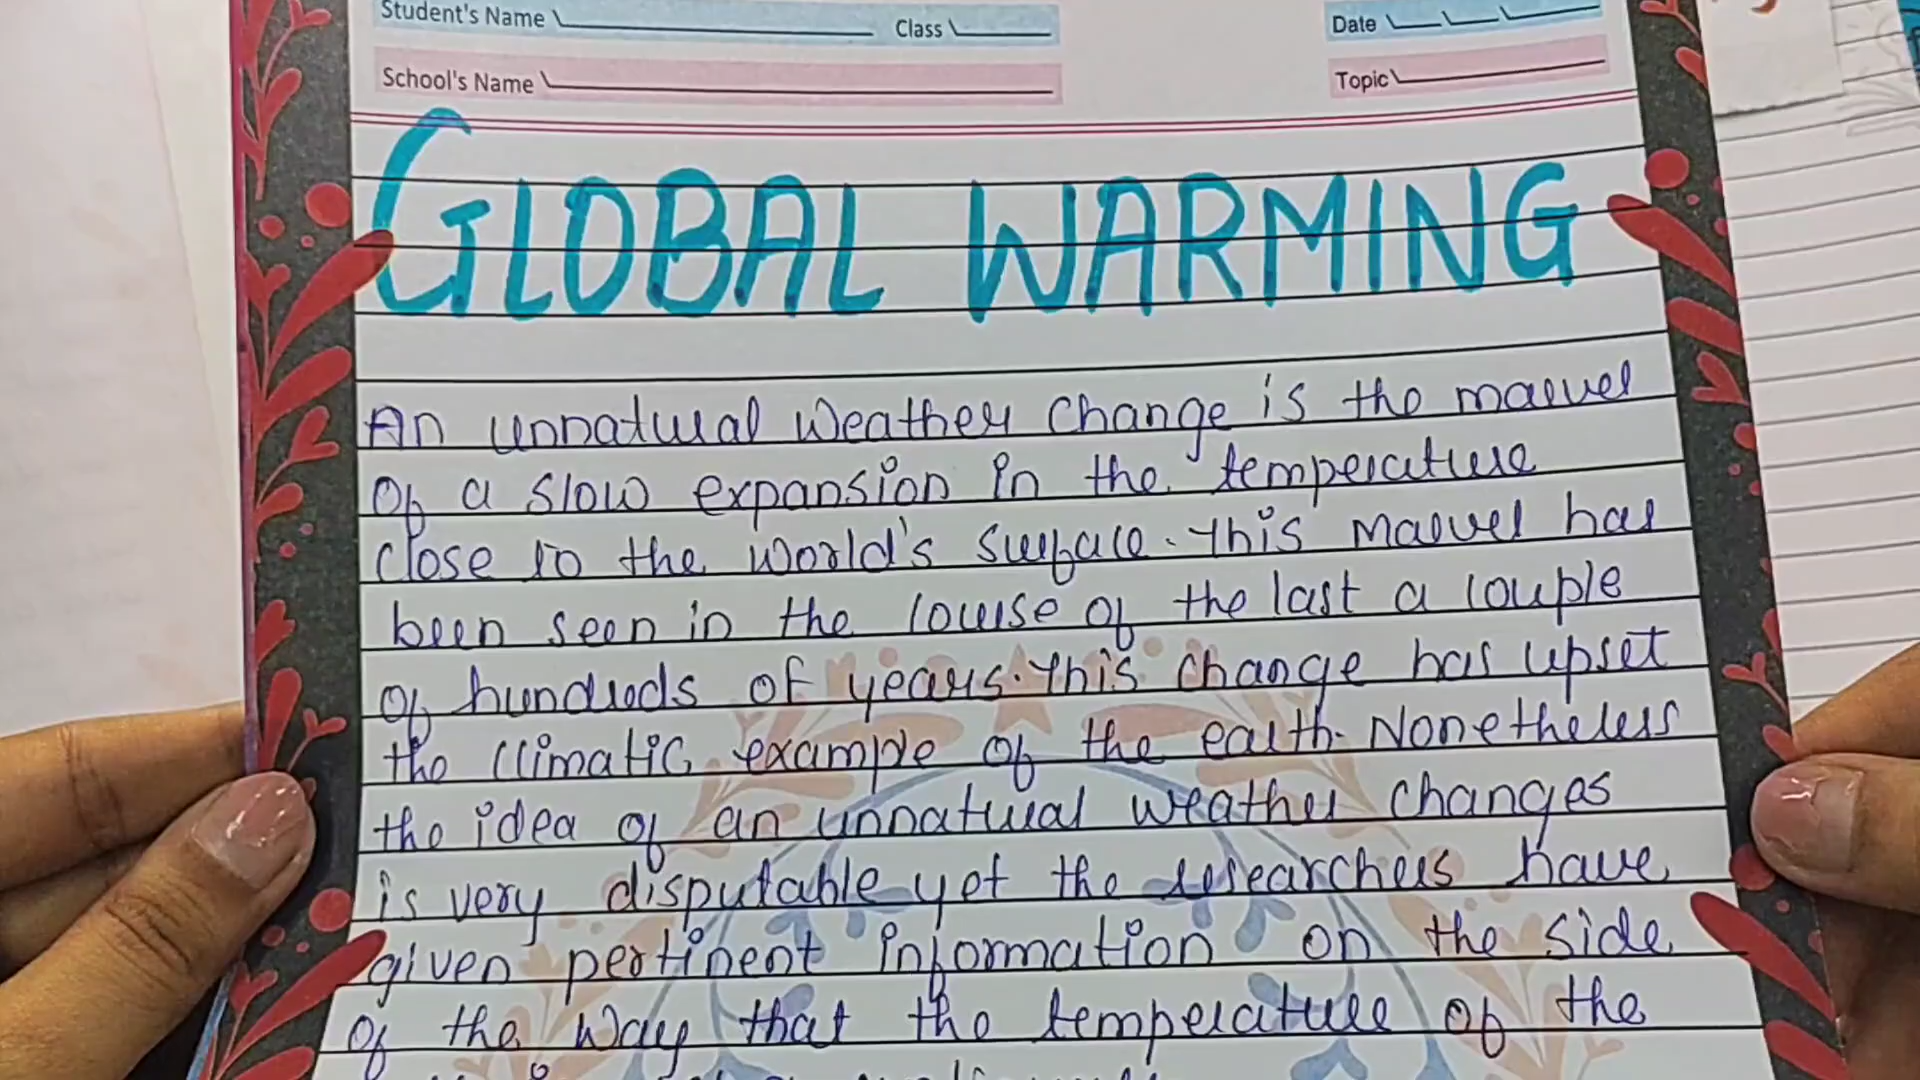 Student's Name Class Date
School's Name Topic
GLOBAL WARMING
An unnatural weather change is the marvel
of a slow expansion in the temperature
close to the world's surface. This marvel has
been seen in the course of the last a couple
of hundreds of years. This change has upset
the climatic example of the earth. Nonetheless
the idea of an unnatural weather changes
is very disputable yet the researchers have
given pertinent information on the side
of the way that the temperature of the